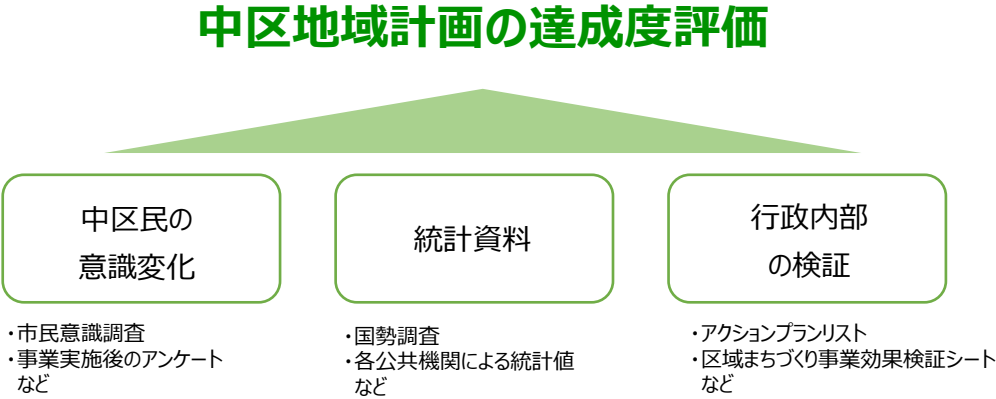 中区地域計画の達成度評価
中区民の
意識変化
統計資料
行政内部
の検証
・市民意識調査
・事業実施後のアンケート
など
・国勢調査
・各公共機関による統計値
など
・アクションプランリスト
・区域まちづくり事業効果検証シート
など